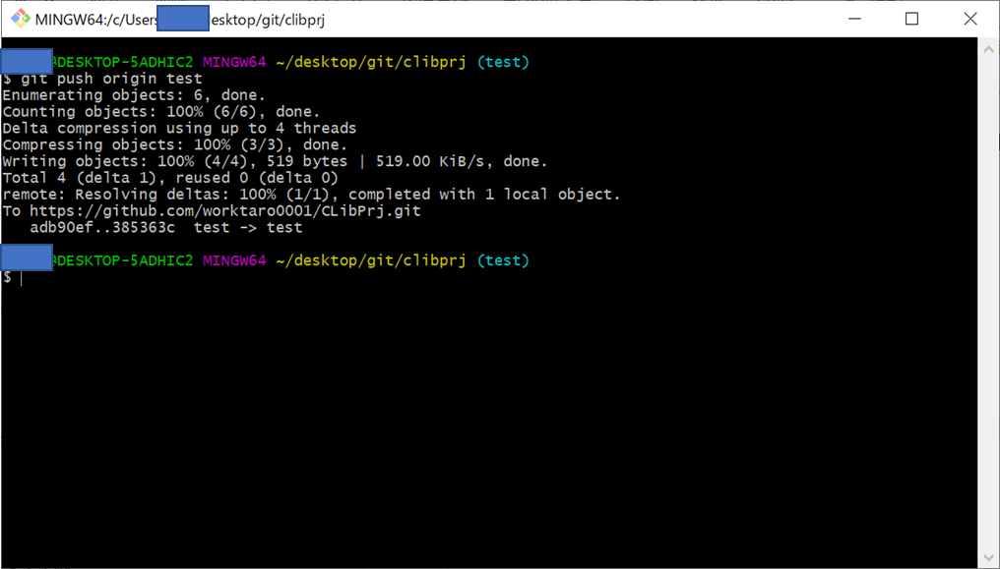 MINGW64:/c/Users esktop/git/clibprj
@DESKTOP-5ADHIC2 MINGW64 ~/desktop/git/clibprj (test)
$ git push origin test
Enumerating objects: 6, done.
Counting objects: 100% (6/6), done.
Delta compression using up to 4 threads
Compressing objects: 100% (3/3), done.
Writing objects: 100% (4/4), 519 bytes | 519.00 KiB/s, done.
Total 4 (delta 1), reused 0 (delta 0)
remote: Resolving deltas: 100% (1/1), completed with 1 local object.
To https://github.com/worktaro0001/CLibPrj.git
   adb90ef..385363c  test -> test
@DESKTOP-5ADHIC2 MINGW64 ~/desktop/git/clibprj (test)
$